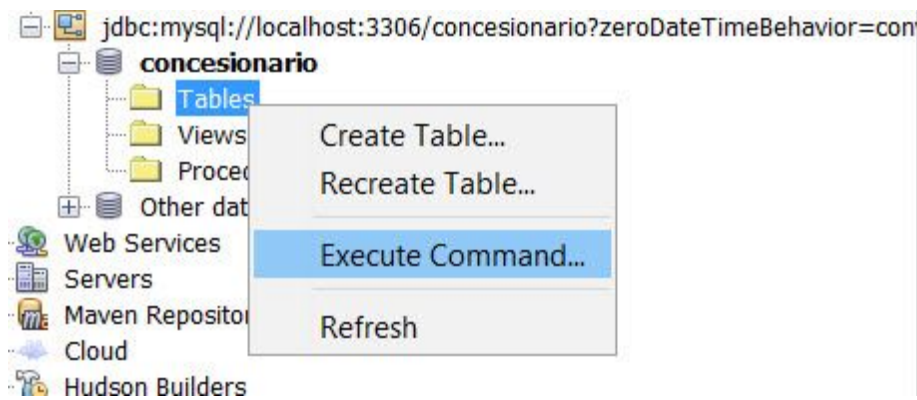 jdbc:mysql://localhost:3306/concesionario?zeroDateTimeBehavior=con
concesionario
Tables
Views
Create Table...
Recreate Table...
Execute Command...
Refresh
Other
Web Services
Servers
Maven
Cloud
Hudson Builders